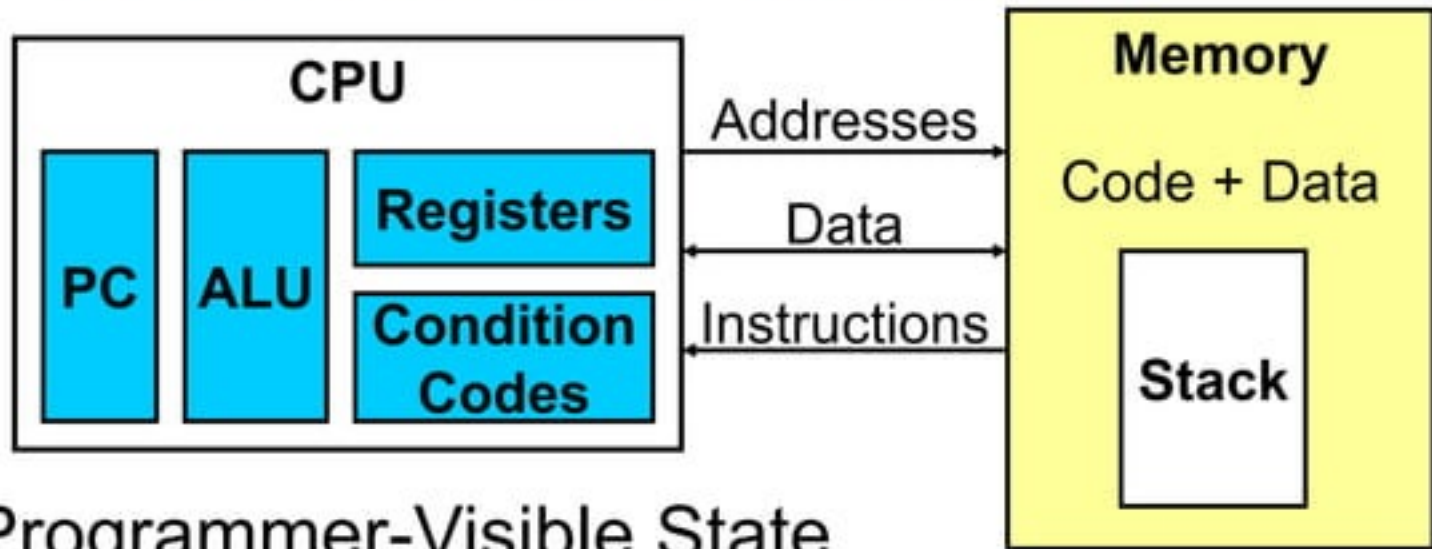 CPU
PC
ALU
Registers
Condition
Codes
Addresses
Data
Instructions
Memory
Code + Data
Stack
Programmer-Visible State